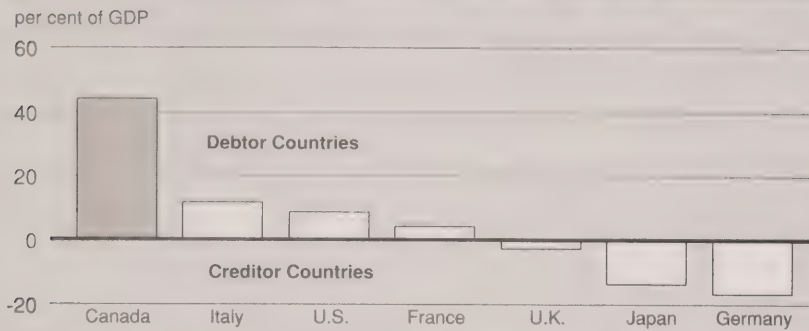 per cent of GDP
60
40
Debtor Countries
20
0
Creditor Countries
-20
Canada Italy U.S. France U.K. Japan Germany